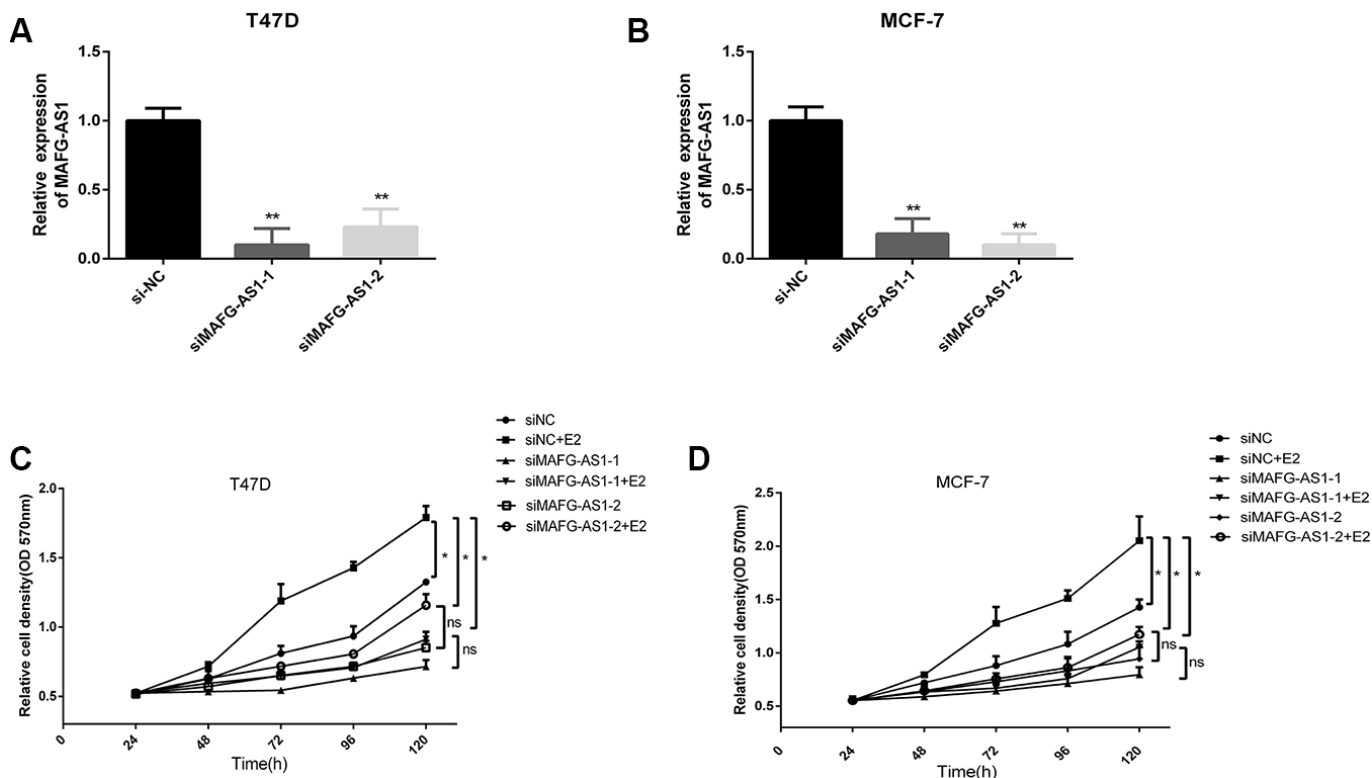 A
T47D
Relative expression
of MAFG-AS1
1.5
1.0
0.5
0.0
**
**
si-NC
siMAFG-AS1-1
siMAFG-AS1-2
B
MCF-7
Relative expression
of MAFG-AS1
1.5
1.0
0.5
0.0
**
**
si-NC
siMAFG-AS1-1
siMAFG-AS1-2
C
T47D
siNC
siNC+E2
siMAFG-AS1-1
siMAFG-AS1-1+E2
siMAFG-AS1-2
siMAFG-AS1-2+E2
Relative cell density(OD 570nm)
2.0
1.5
1.0
0.5
*
*
*
ns
ns
0
24
48
72
96
120
Time(h)
D
MCF-7
siNC
siNC+E2
siMAFG-AS1-1
siMAFG-AS1-1+E2
siMAFG-AS1-2
siMAFG-AS1-2+E2
Relative cell density(OD 570nm)
2.5
2.0
1.5
1.0
0.5
*
*
*
ns
ns
0
24
48
72
96
120
Time(h)